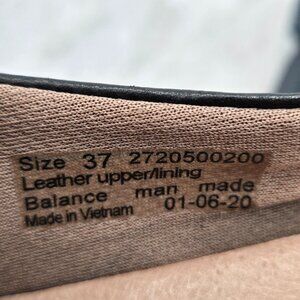 Size 37 2720500200
Leather upper/lining
Balance man made
Made in Vietnam 01-06-20